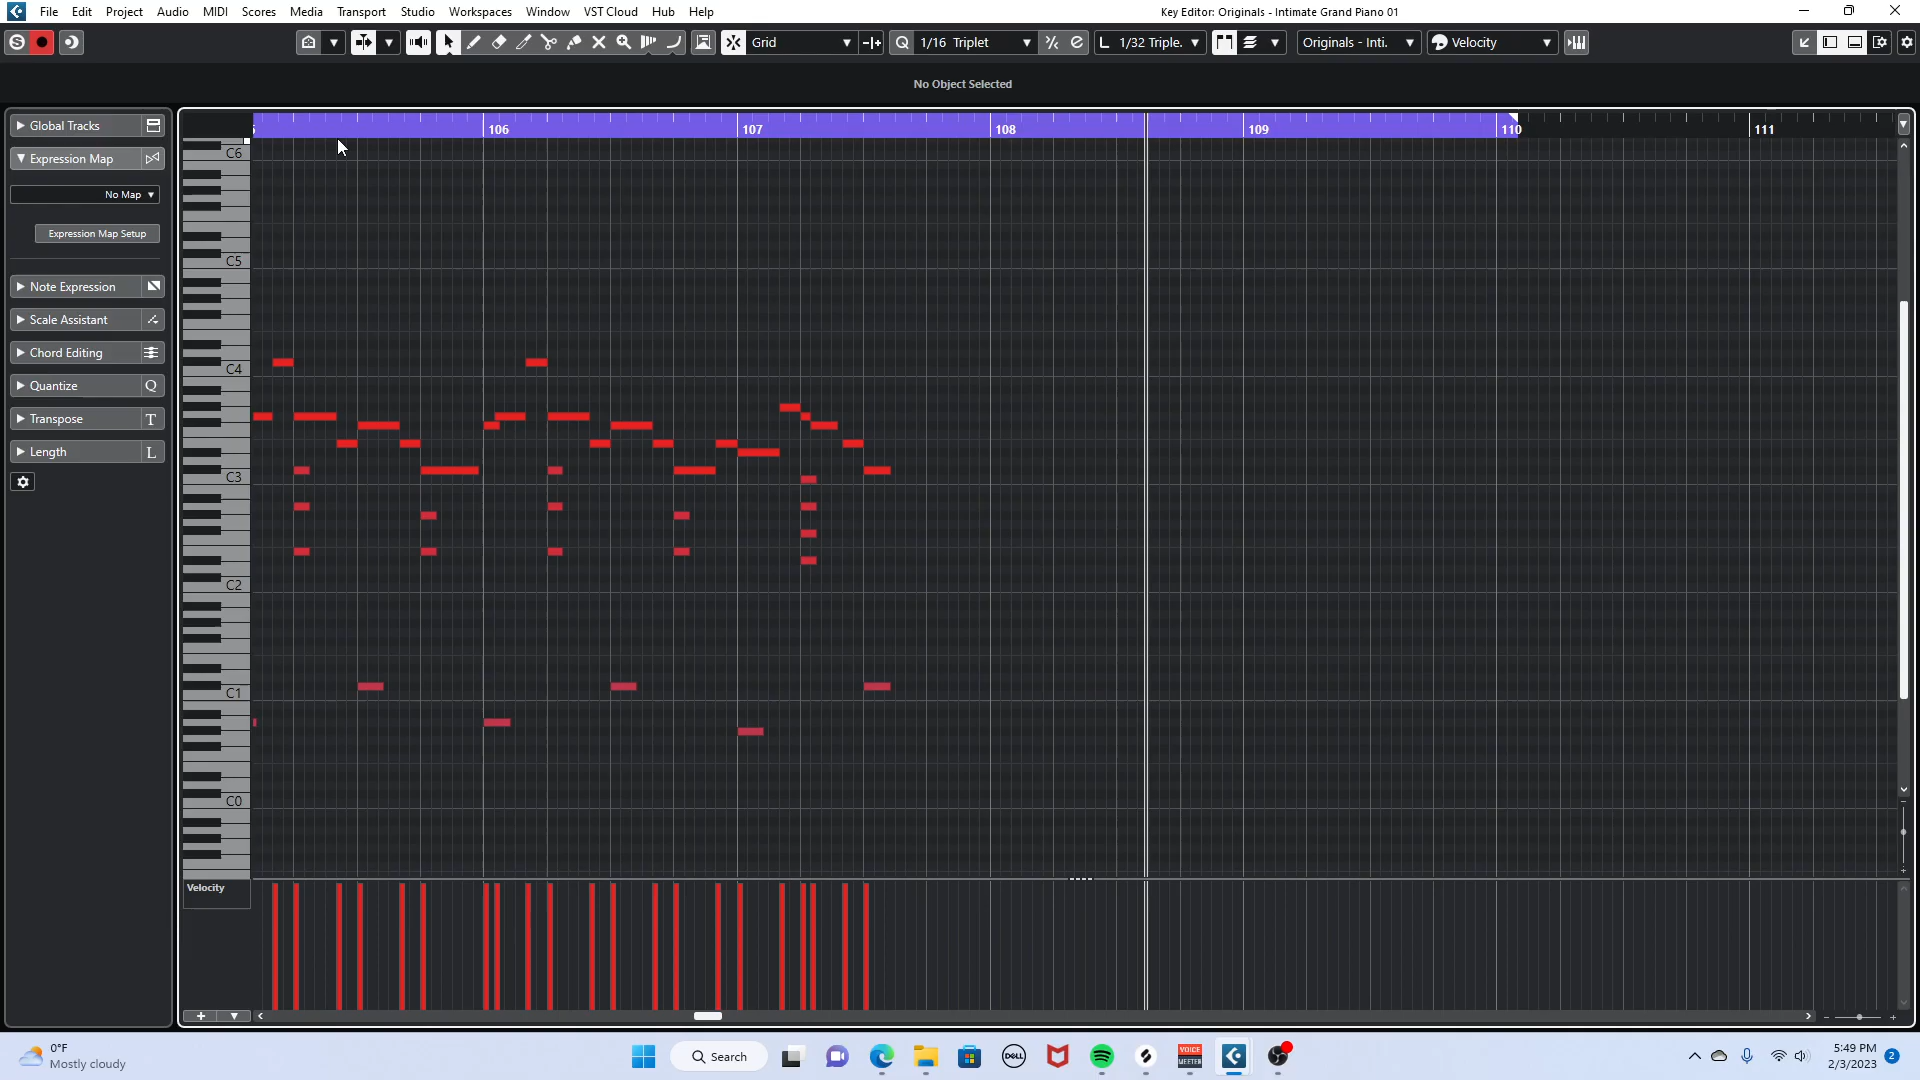 File Edit Project Audio MIDI Scores Media Transport Studio Workspaces Window VST Cloud Hub Help
Key Editor: Originals - Intimate Grand Piano 01
Grid
Q 1/16 Triplet
L 1/32 Triple.
Originals - Inti.
Velocity
No Object Selected
Global Tracks
Expression Map
No Map
Expression Map Setup
Note Expression
Scale Assistant
Chord Editing
Quantize Q
Transpose T
Length L
106 107 108 109 110 111
C6
C5
C4
C3
C2
C1
C0
Velocity
0°F
Mostly cloudy
Search
DELL
VOICE
MEETER
5:49 PM
2/3/2023
2